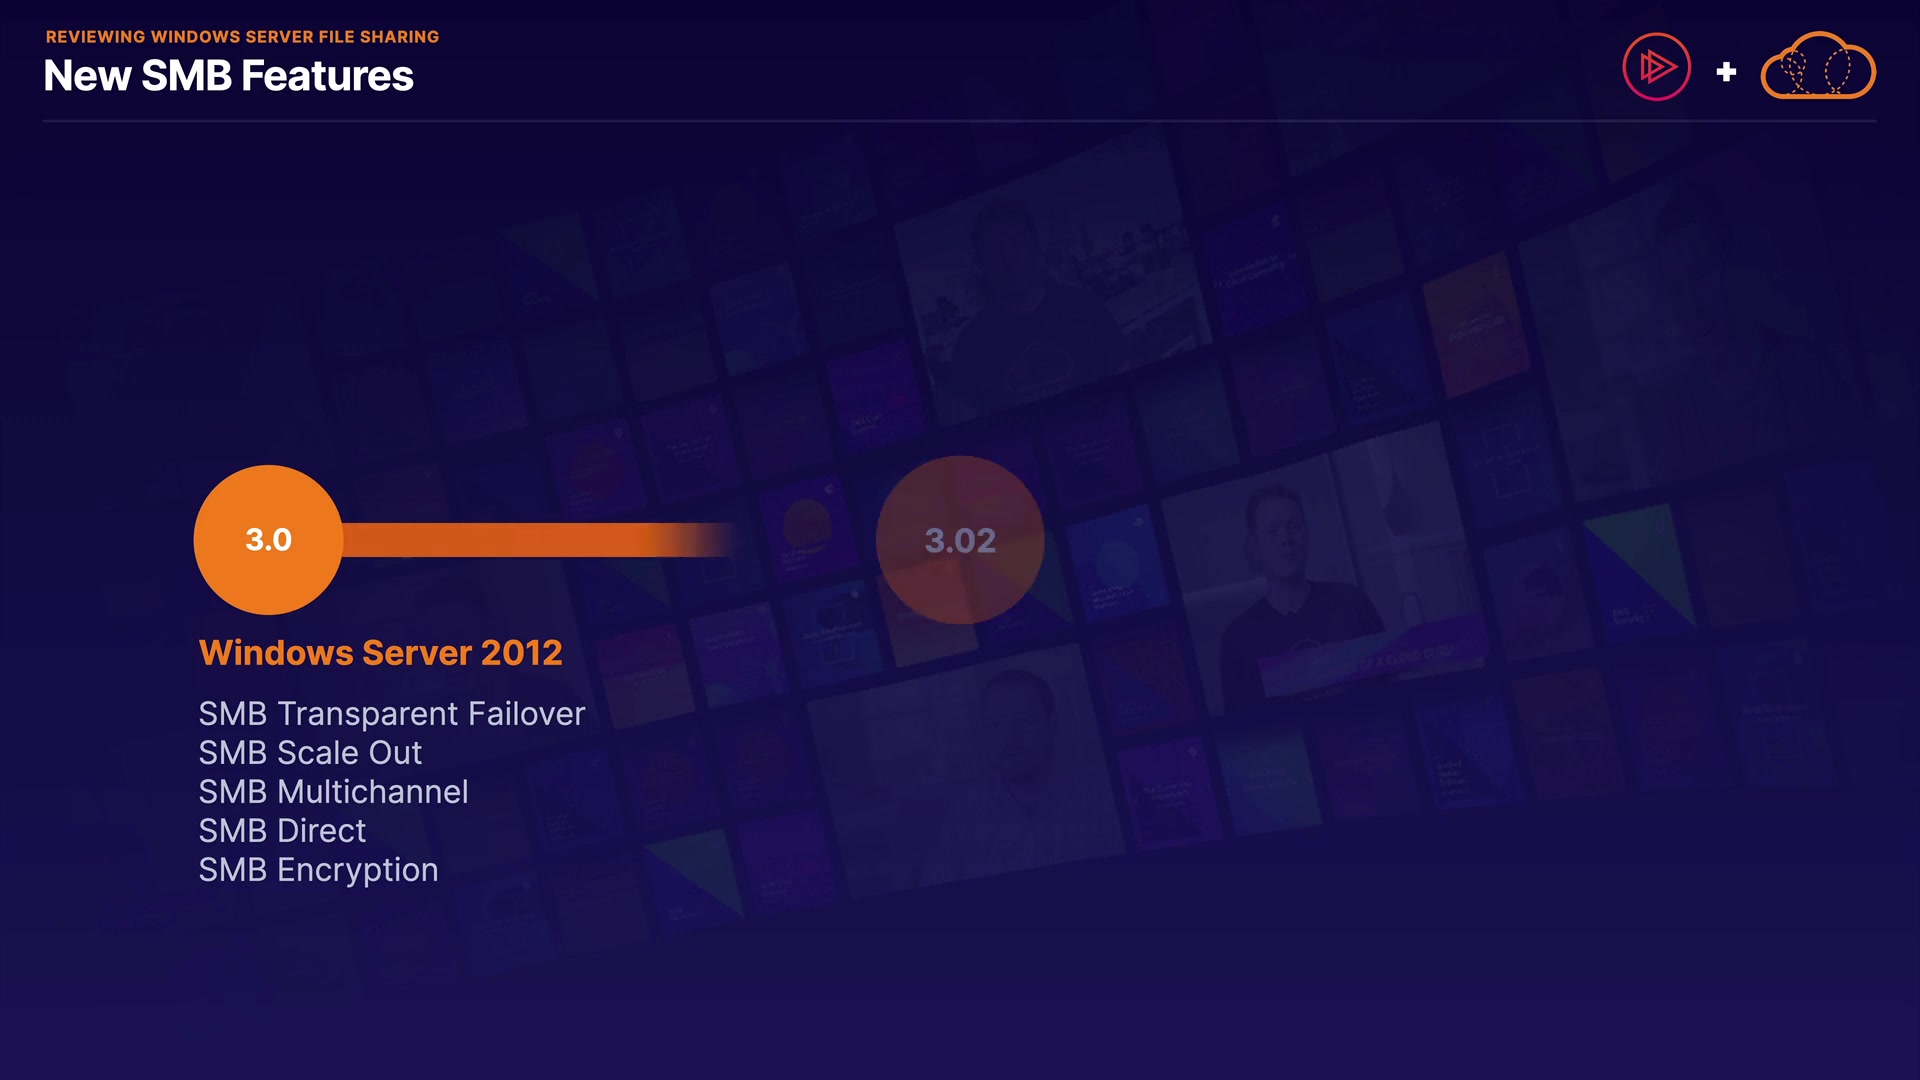 REVIEWING WINDOWS SERVER FILE SHARING
New SMB Features
3.0
3.02
Windows Server 2012
SMB Transparent Failover
SMB Scale Out
SMB Multichannel
SMB Direct
SMB Encryption